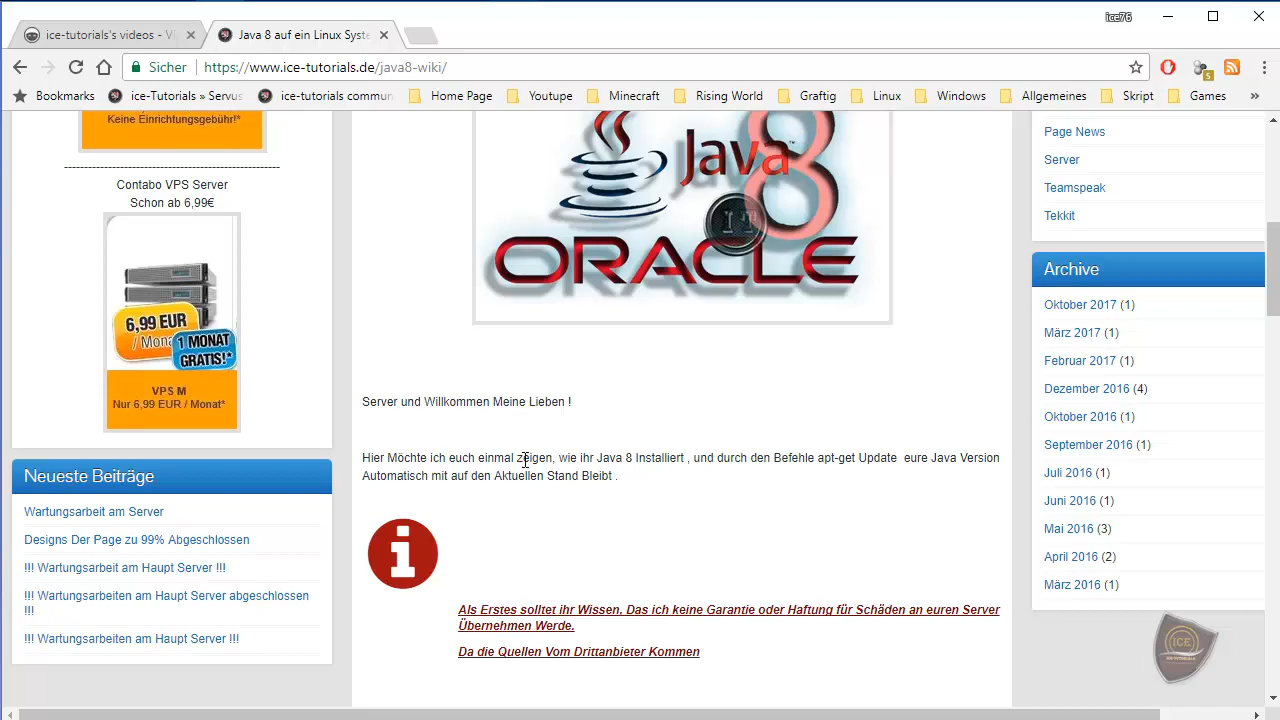 ice76
ice-tutorials's videos - Vi
Java 8 auf ein Linux Syste
Sicher
https://www.ice-tutorials.de/java8-wiki/
S
Bookmarks
ice-Tutorials » Servus
ice-tutorials commun
Home Page
Youtupe
Minecraft
Rising World
Graftig
Linux
Windows
Allgemeines
Skript
Games
»
Keine Einrichtungsgebühr!*
Contabo VPS Server
Schon ab 6,99€
6,99 EUR
/ Mona
1 MONAT
GRATIS!*
VPS M
Nur 6,99 EUR / Monat*
Neueste Beiträge
Wartungsarbeit am Server
Designs Der Page zu 99% Abgeschlossen
!!! Wartungsarbeit am Haupt Server !!!
!!! Wartungsarbeiten am Haupt Server abgeschlossen
!!!
!!! Wartungsarbeiten am Haupt Server !!!
Java™
8
IT
ORACLE
Server und Willkommen Meine Lieben !
Hier Möchte ich euch einmal zeigen, wie ihr Java 8 Installiert , und durch den Befehle apt-get Update  eure Java Version
Automatisch mit auf den Aktuellen Stand Bleibt .
i
Als Erstes solltet ihr Wissen. Das ich keine Garantie oder Haftung für Schäden an euren Server
Übernehmen Werde.
Da die Quellen Vom Drittanbieter Kommen
Page News
Server
Teamspeak
Tekkit
Archive
Oktober 2017 (1)
März 2017 (1)
Februar 2017 (1)
Dezember 2016 (4)
Oktober 2016 (1)
September 2016 (1)
Juli 2016 (1)
Juni 2016 (1)
Mai 2016 (3)
April 2016 (2)
März 2016 (1)
ICE